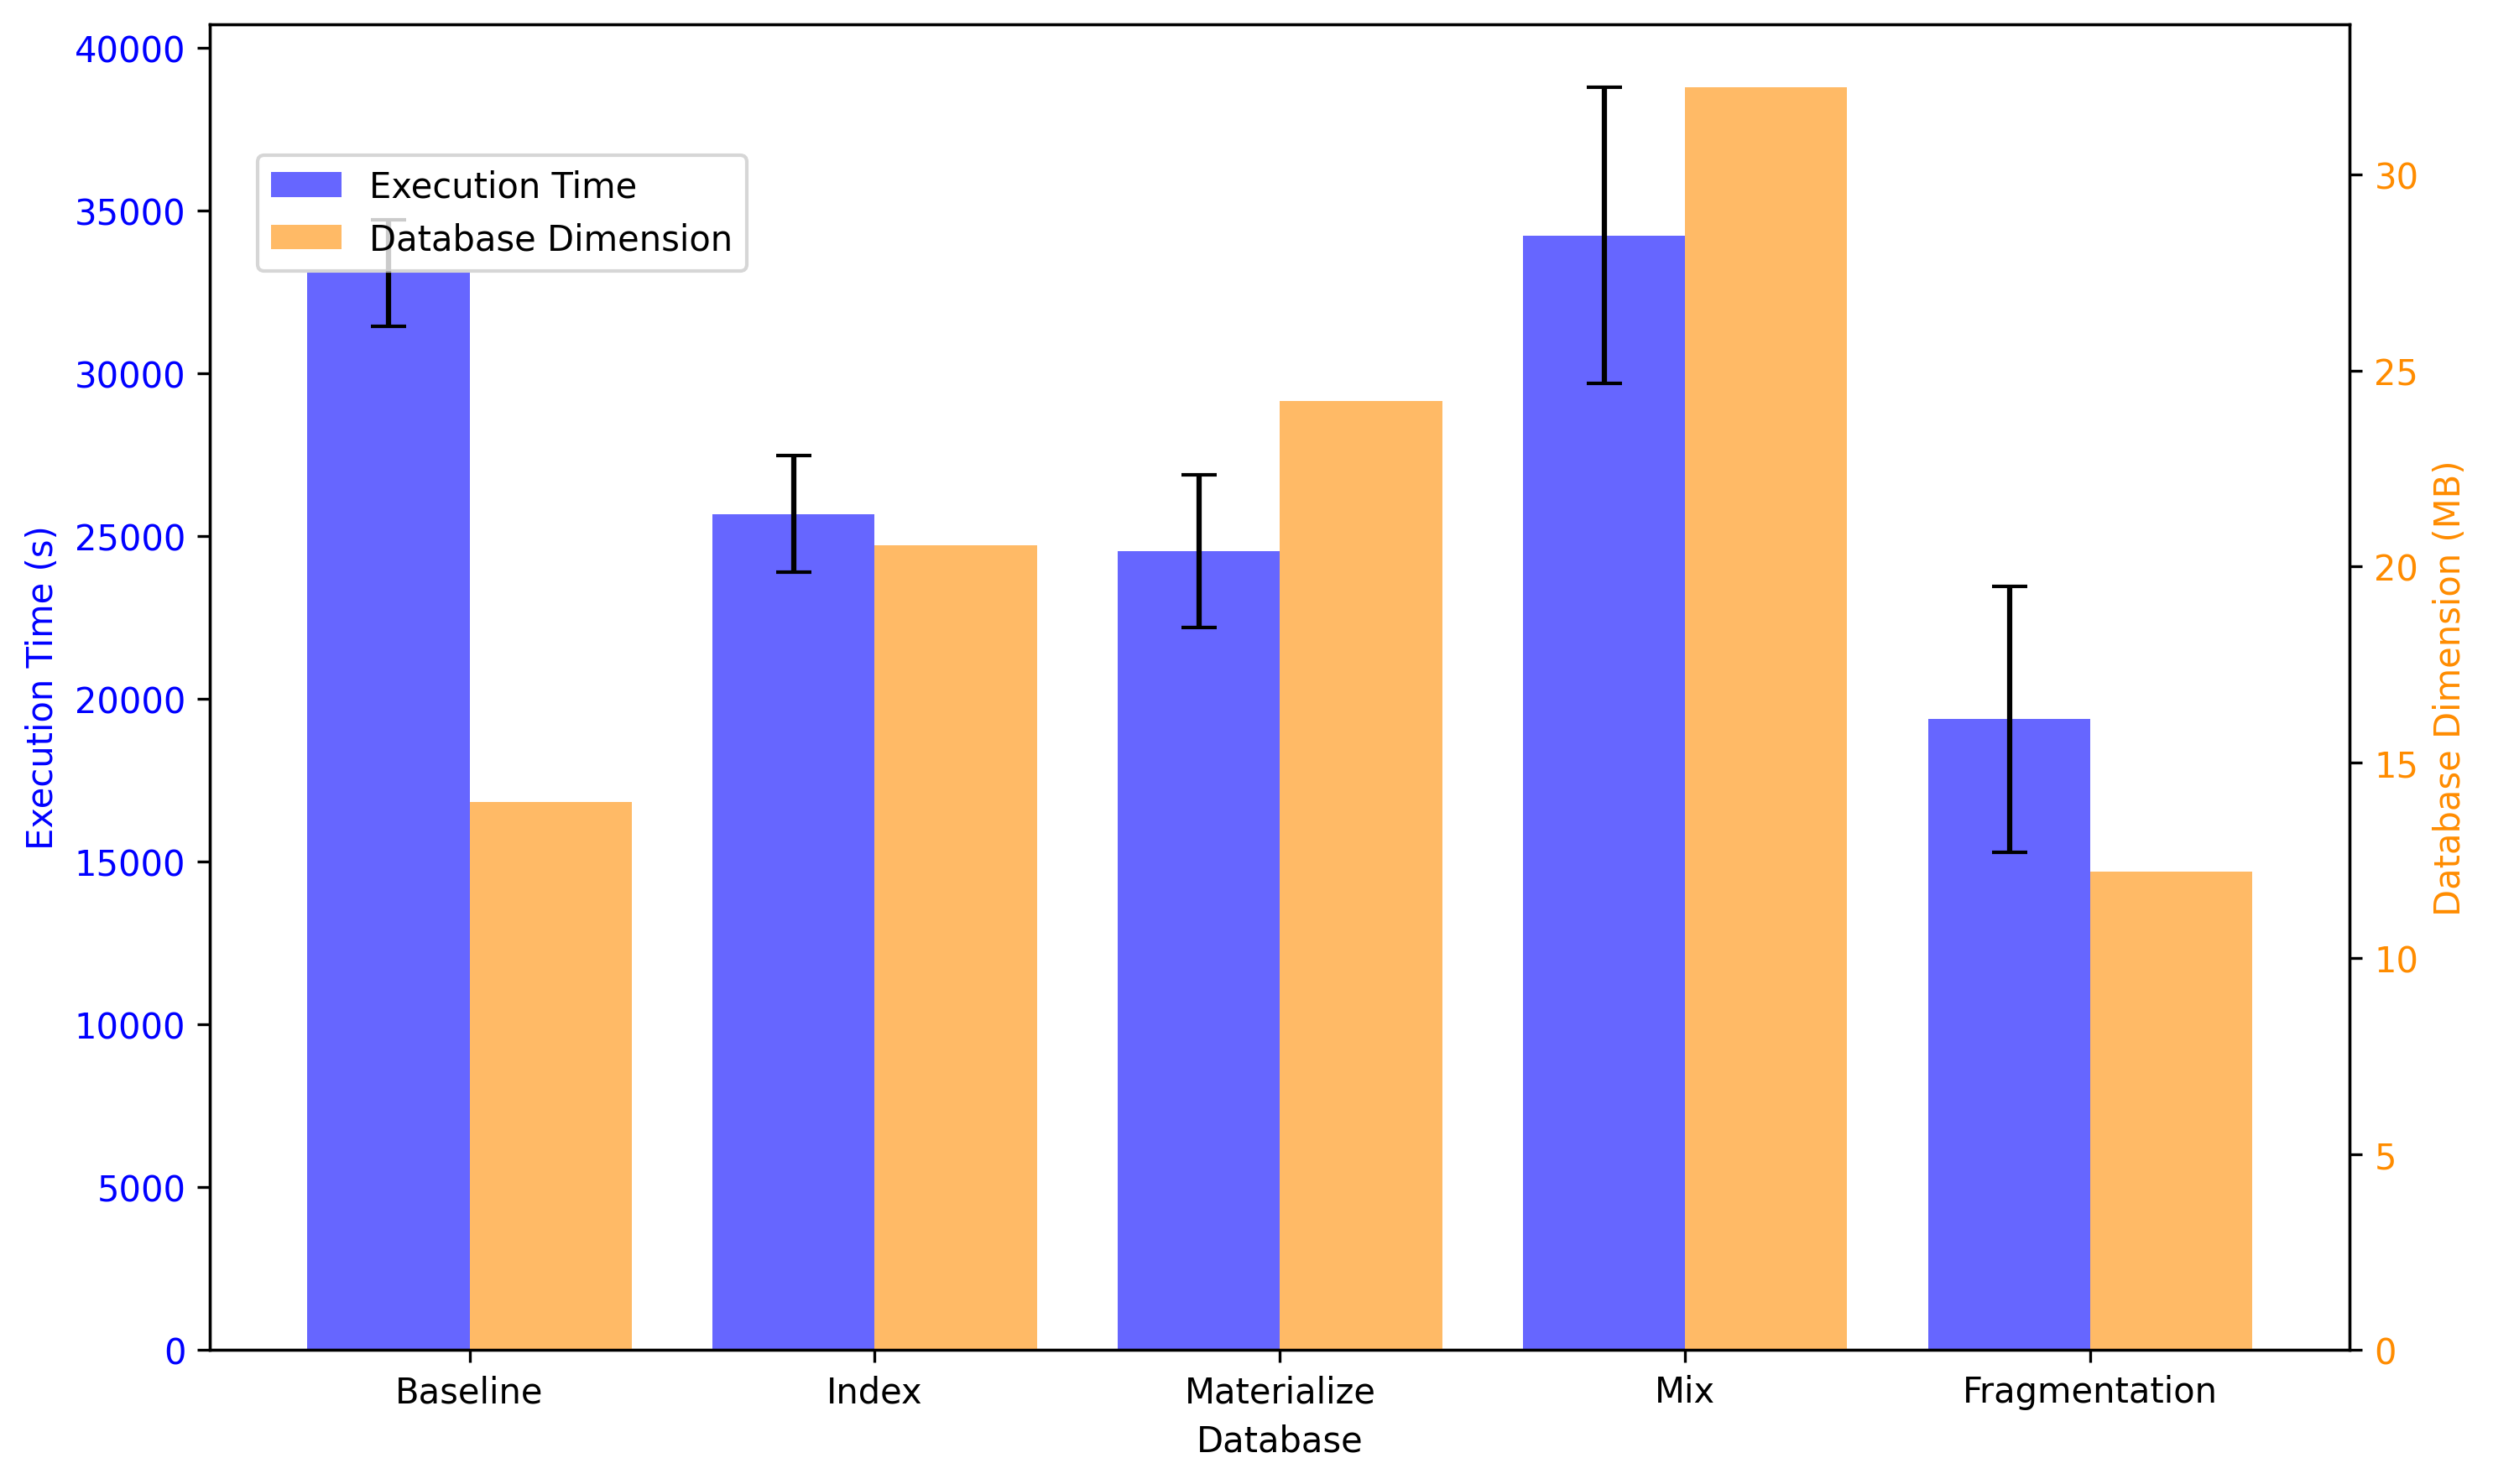 40000
35000
30000
25000
20000
15000
10000
5000
0
Execution Time (s)
Execution Time
Database Dimension
30
25
20
15
10
5
0
Database Dimension (MB)
Baseline
Index
Materialize
Mix
Fragmentation
Database